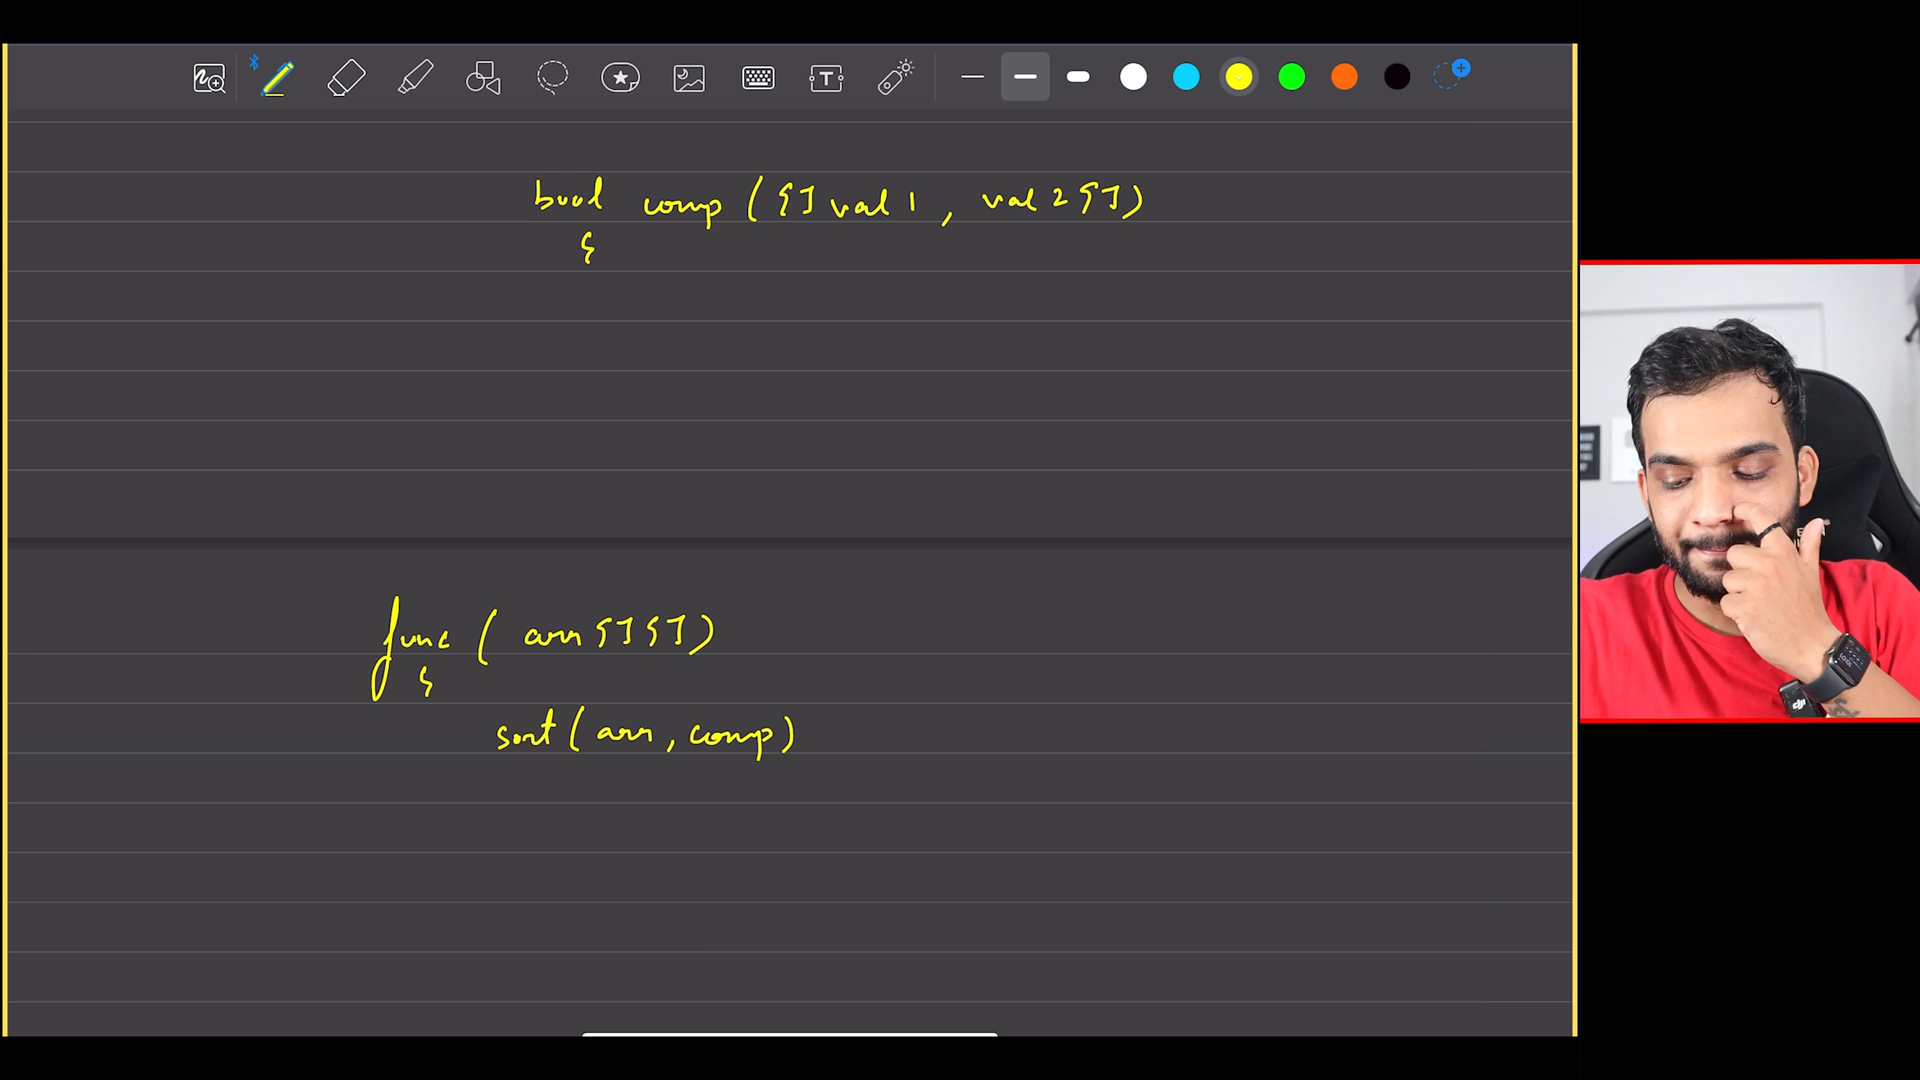 bool comp ( {] val 1 , val 2 {] )
{
func ( arr {] {] )
{
sort ( arr , comp )